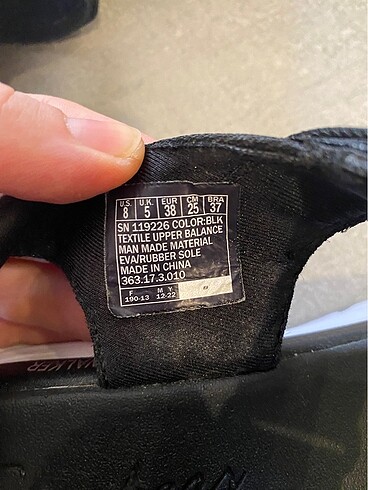 U.S. U.K. EUR CM BRA
8 5 38 25 37
SN 119226 COLOR:BLK
TEXTILE UPPER BALANCE
MAN MADE MATERIAL
EVA/RUBBER SOLE
MADE IN CHINA
363.17.3.010
F M Y
190-13 12-22
WALKER